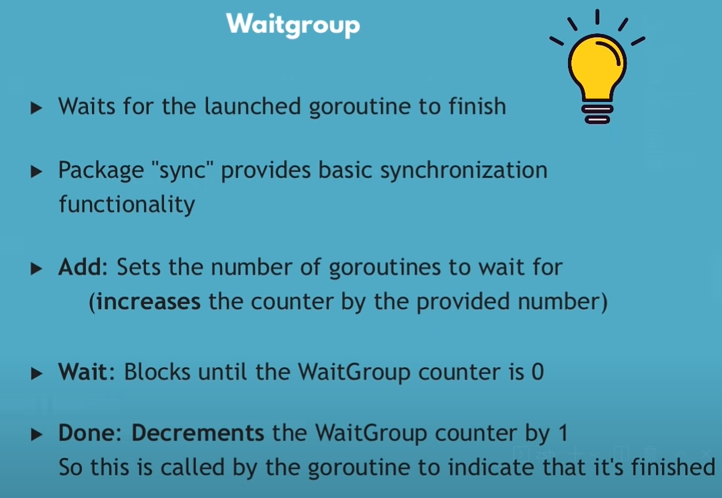 Waitgroup
► Waits for the launched goroutine to finish
► Package "sync" provides basic synchronization
functionality
► Add: Sets the number of goroutines to wait for
(increases the counter by the provided number)
► Wait: Blocks until the WaitGroup counter is 0
► Done: Decrements the WaitGroup counter by 1
So this is called by the goroutine to indicate that it's finished